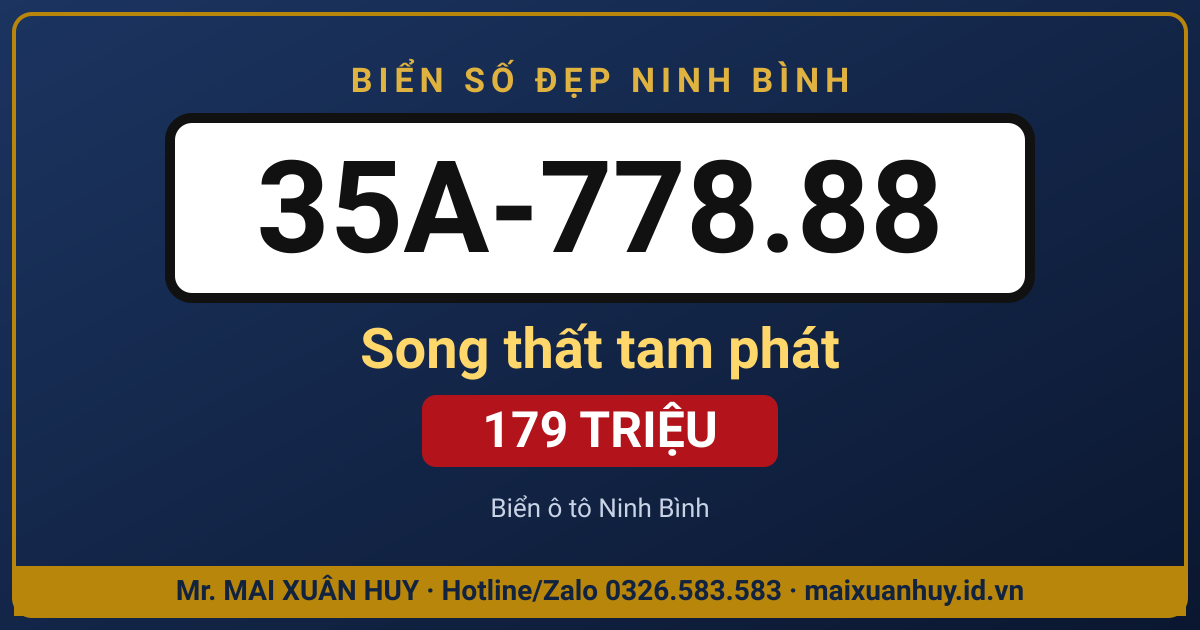 BIỂN SỐ ĐẸP NINH BÌNH
35A-778.88
Song thất tam phát
179 TRIỆU
Biển ô tô Ninh Bình
Mr. MAI XUÂN HUY · Hotline/Zalo 0326.583.583 · maixuanhuy.id.vn